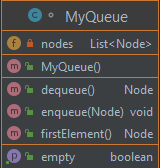 C MyQueue
f nodes List<Node>
m MyQueue()
m dequeue() Node
m enqueue(Node) void
m firstElement() Node
p empty boolean